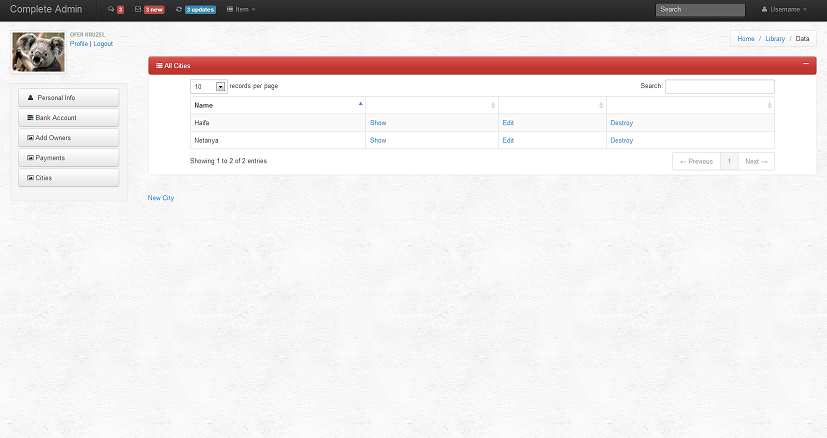 Complete Admin 3 3 new 3 updates Item Search Username
OFER KRUZEL
Profile | Logout
Home / Library / Data
Personal Info
Bank Account
Add Owners
Payments
Cities
All Cities
10 records per page Search:
Name
Haifa Show Edit Destroy
Netanya Show Edit Destroy
Showing 1 to 2 of 2 entries ← Previous 1 Next →
New City